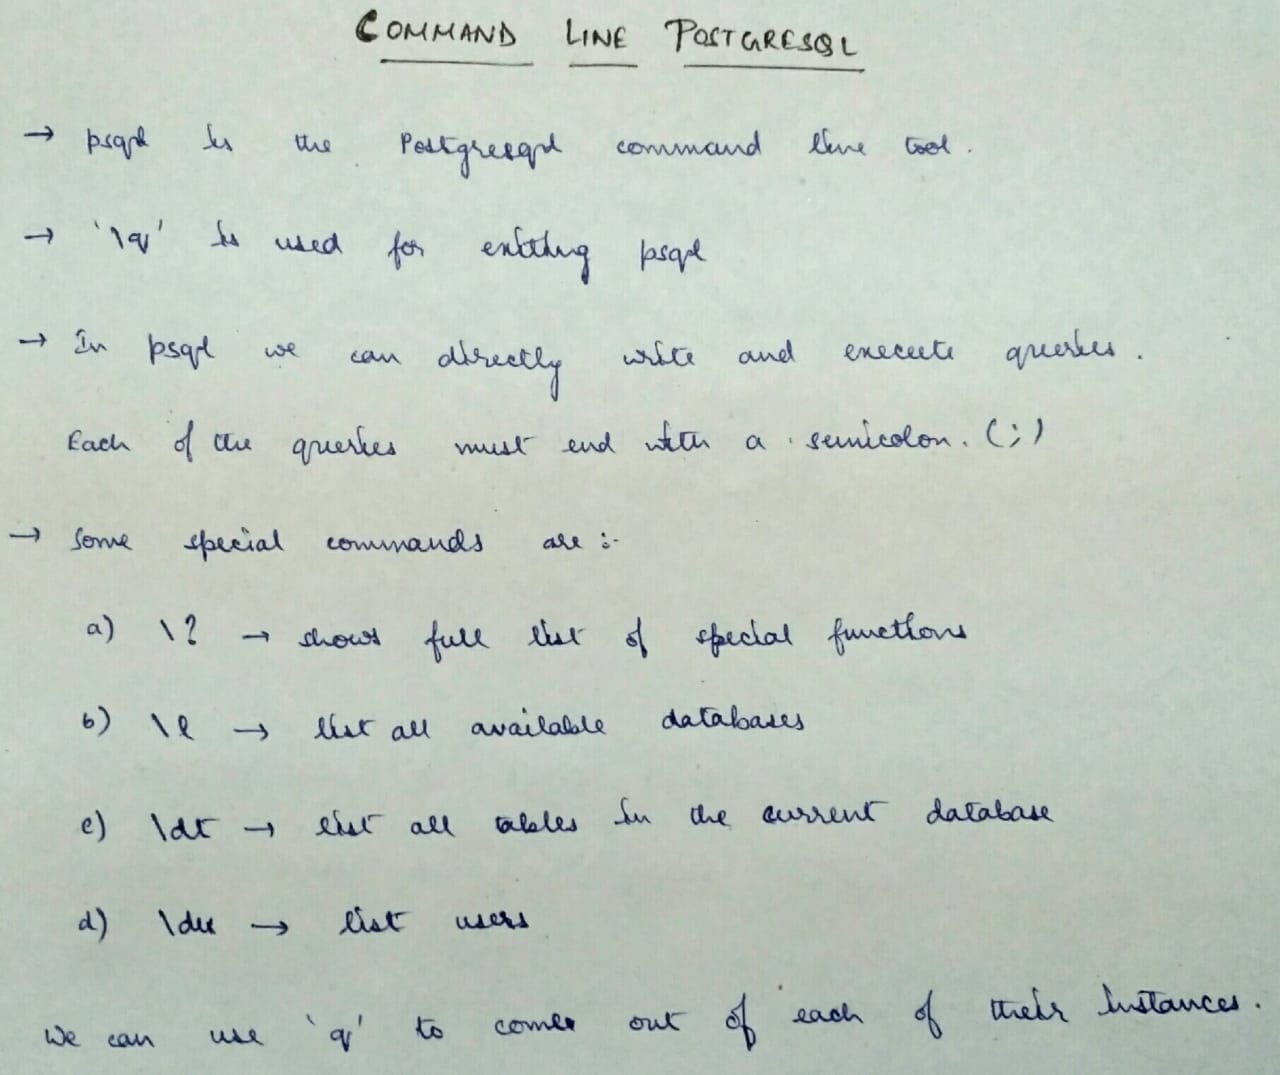 COMMAND LINE POSTGRESQL
→ psql is the Postgresql command line tool.
→ '\q' is used for exiting psql
→ In psql we can directly write and execute queries.
Each of the queries must end with a semicolon. (;)
→ Some special commands are :-
a) \? → shows full list of special functions
b) \l → list all available databases
c) \dt → list all tables in the current database
d) \du → list users
We can use 'q' to come out of each of their instances.